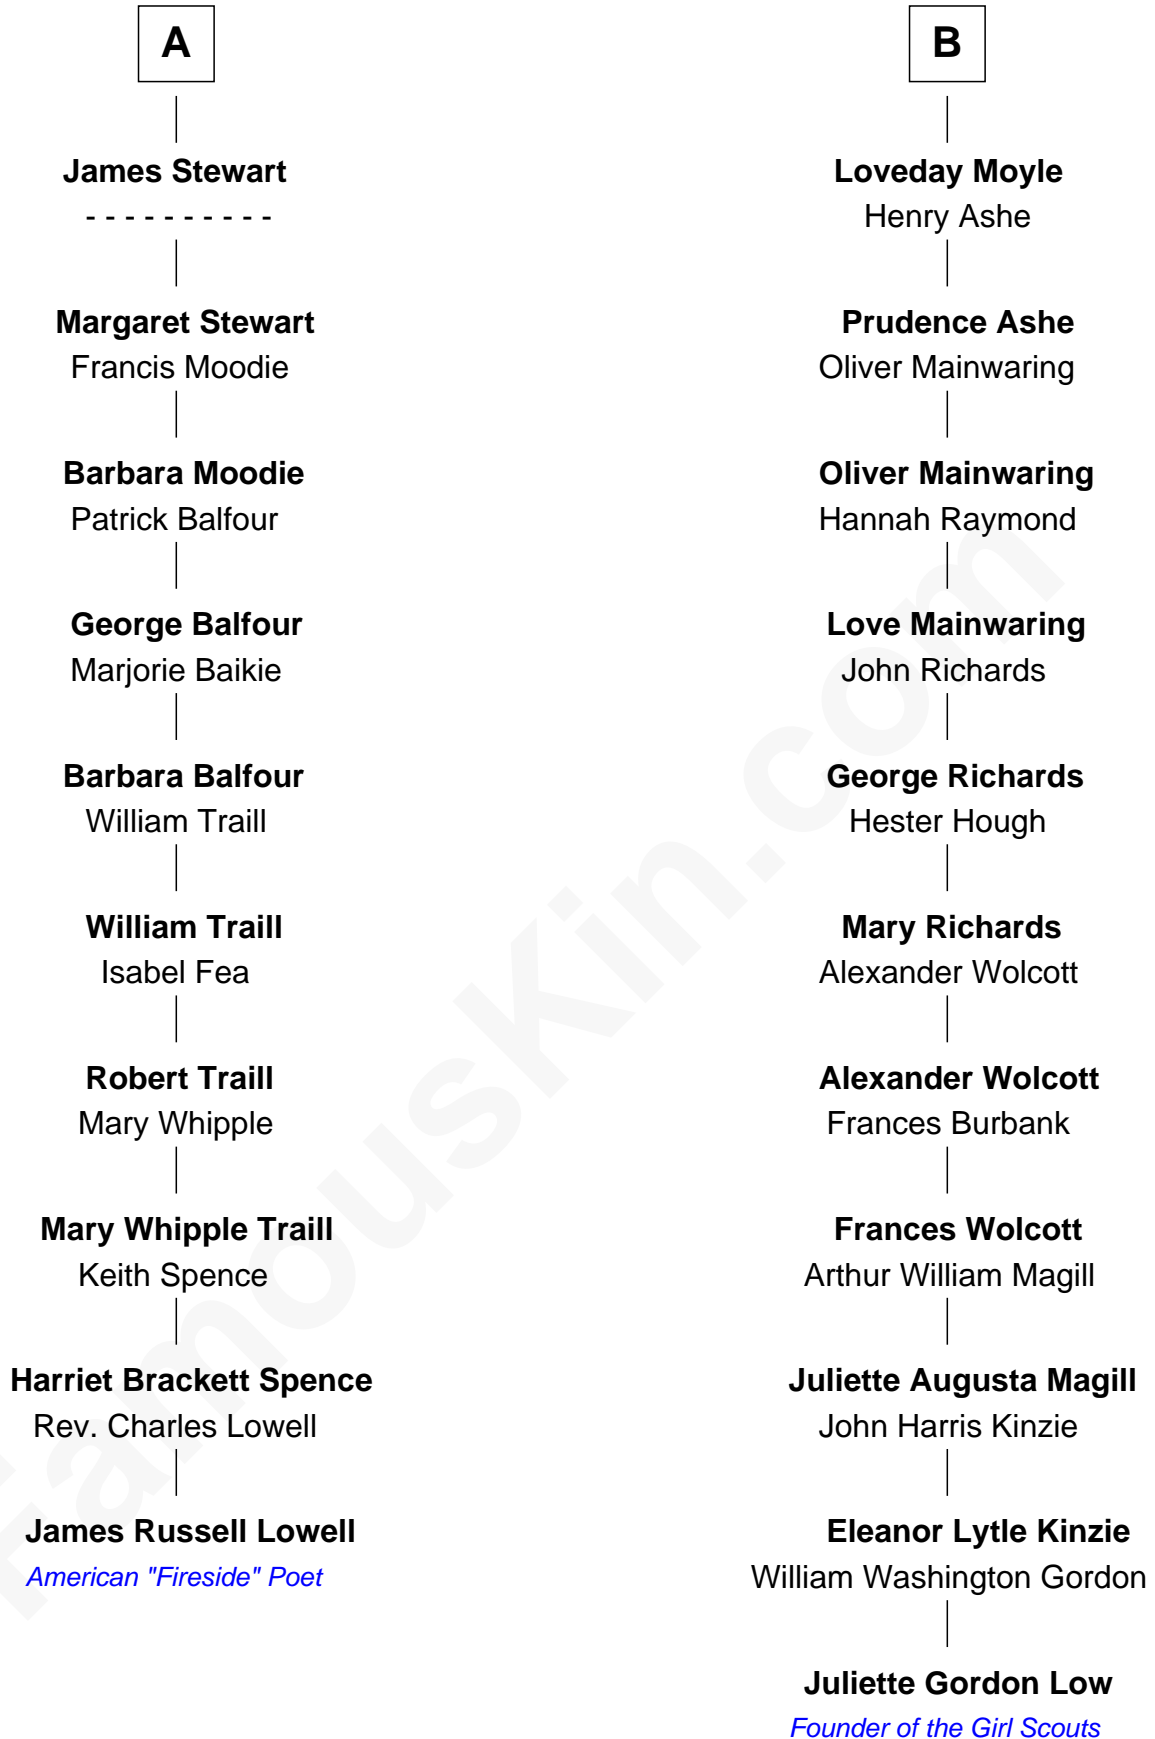 A
James Stewart
- - - - - - - - - -
Margaret Stewart
Francis Moodie
Barbara Moodie
Patrick Balfour
George Balfour
Marjorie Baikie
Barbara Balfour
William Traill
William Traill
Isabel Fea
Robert Traill
Mary Whipple
Mary Whipple Traill
Keith Spence
Harriet Brackett Spence
Rev. Charles Lowell
James Russell Lowell
American "Fireside" Poet
B
Loveday Moyle
Henry Ashe
Prudence Ashe
Oliver Mainwaring
Oliver Mainwaring
Hannah Raymond
Love Mainwaring
John Richards
George Richards
Hester Hough
Mary Richards
Alexander Wolcott
Alexander Wolcott
Frances Burbank
Frances Wolcott
Arthur William Magill
Juliette Augusta Magill
John Harris Kinzie
Eleanor Lytle Kinzie
William Washington Gordon
Juliette Gordon Low
Founder of the Girl Scouts
FamousKin.com